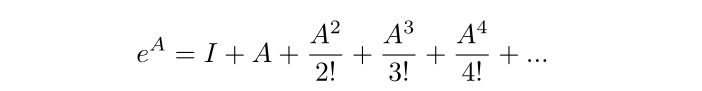 e^A = I + A + A^2/2! + A^3/3! + A^4/4! + ...